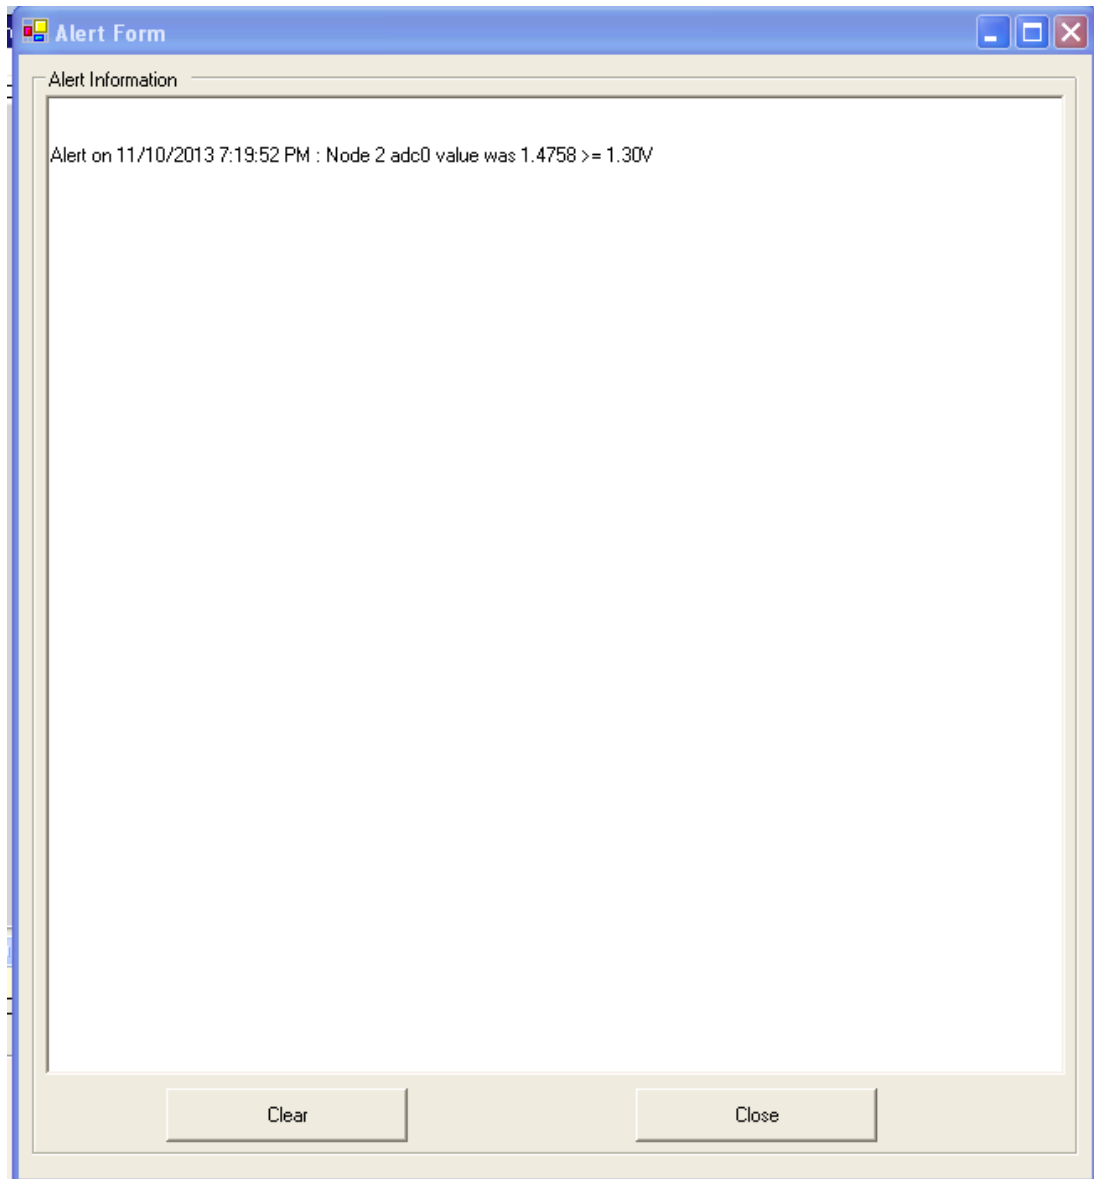 Alert Form
Alert Information
Alert on 11/10/2013 7:19:52 PM : Node 2 adc0 value was 1.4758 >= 1.30V
Clear
Close